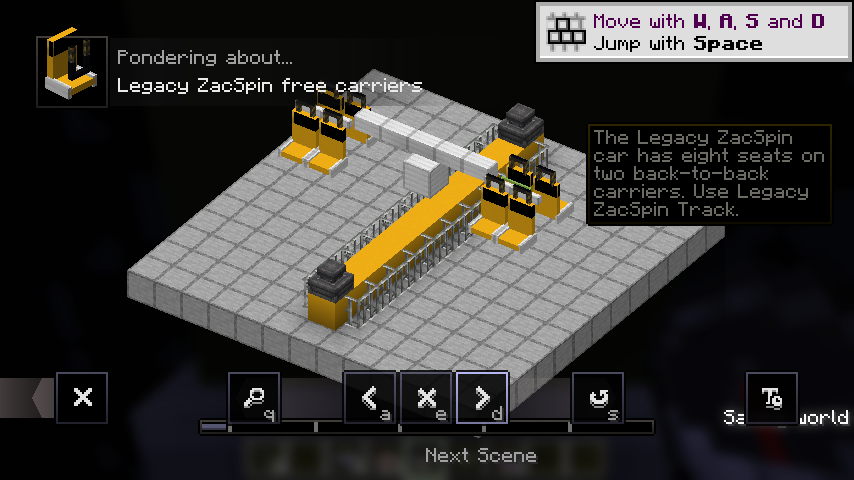 Move with W, A, S and D
Jump with Space
Pondering about...
Legacy ZacSpin free carriers
The Legacy ZacSpin
car has eight seats on
two back-to-back
carriers. Use Legacy
ZacSpin Track.
q
a
e
d
s
Next Scene